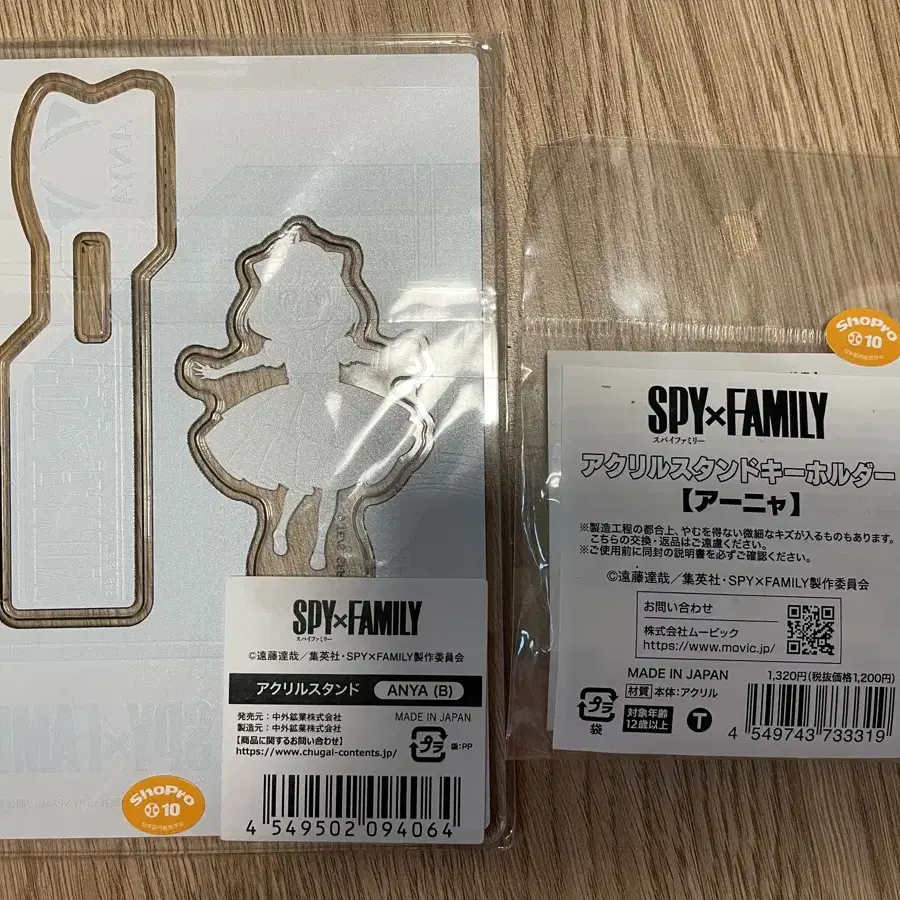 SPY×FAMILY
スパイファミリー
©遠藤達哉／集英社・SPY×FAMILY製作委員会
アクリルスタンド ANYA (B)
発売元：中外鉱業株式会社
製造元：中外鉱業株式会社
MADE IN JAPAN
【商品に関するお問い合わせ】
https://www.chugai-contents.jp/
プラ
袋:PP
4 549502 094064
ShoPro
10
ShoPro
10
SPY×FAMILY
スパイファミリー
アクリルスタンドキーホルダー
【アーニャ】
※製造工程の都合上、やむを得ない微細なキズが入るものもあります。
こちらの交換・返品はご遠慮ください。
※ご使用前に同封の説明書を必ずご確認ください。
©遠藤達哉／集英社・SPY×FAMILY製作委員会
お問い合わせ
株式会社ムービック
https://www.movic.jp/
MADE IN JAPAN
1,320円(税抜価格1,200円)
プラ
袋
材質 本体：アクリル
対象年齢
12歳以上
T
4 549743 733319